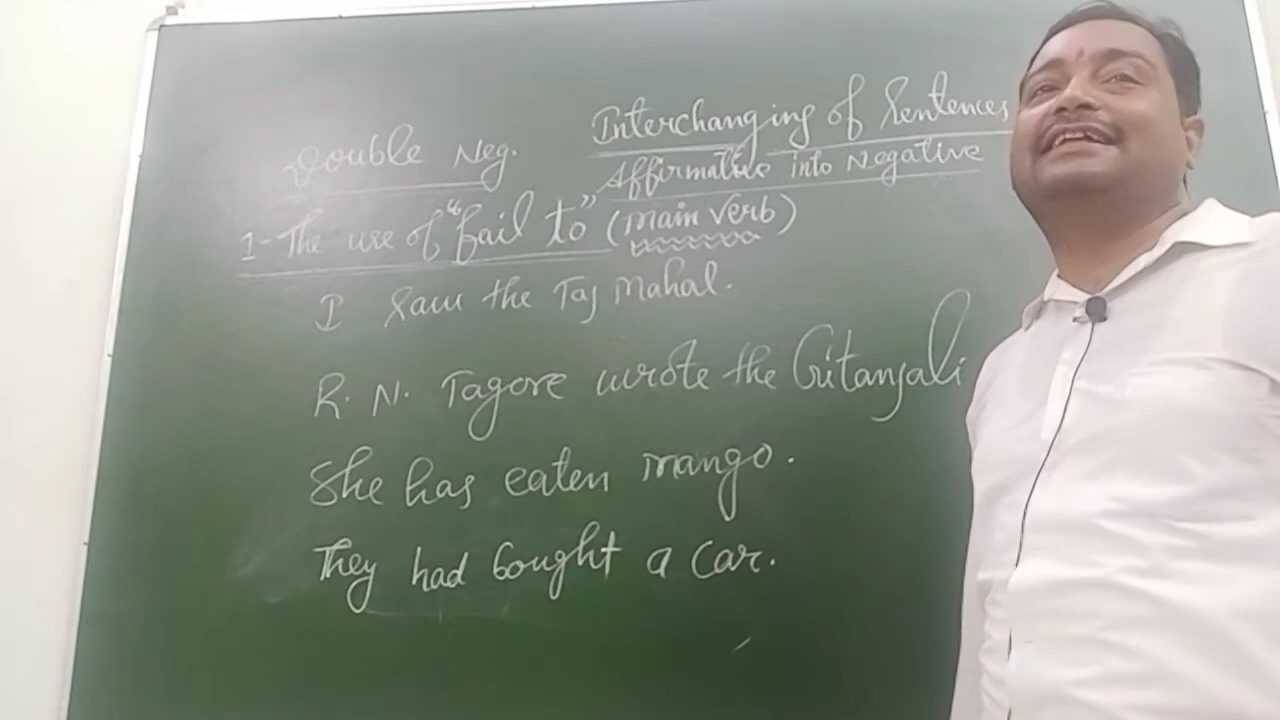 Interchanging of Sentences
Double Neg.
Affirmative into Negative
1- The use of "fail to" (main verb)
I saw the Taj Mahal.
R. N. Tagore wrote the Gitanjali
She has eaten mango.
They had bought a car.